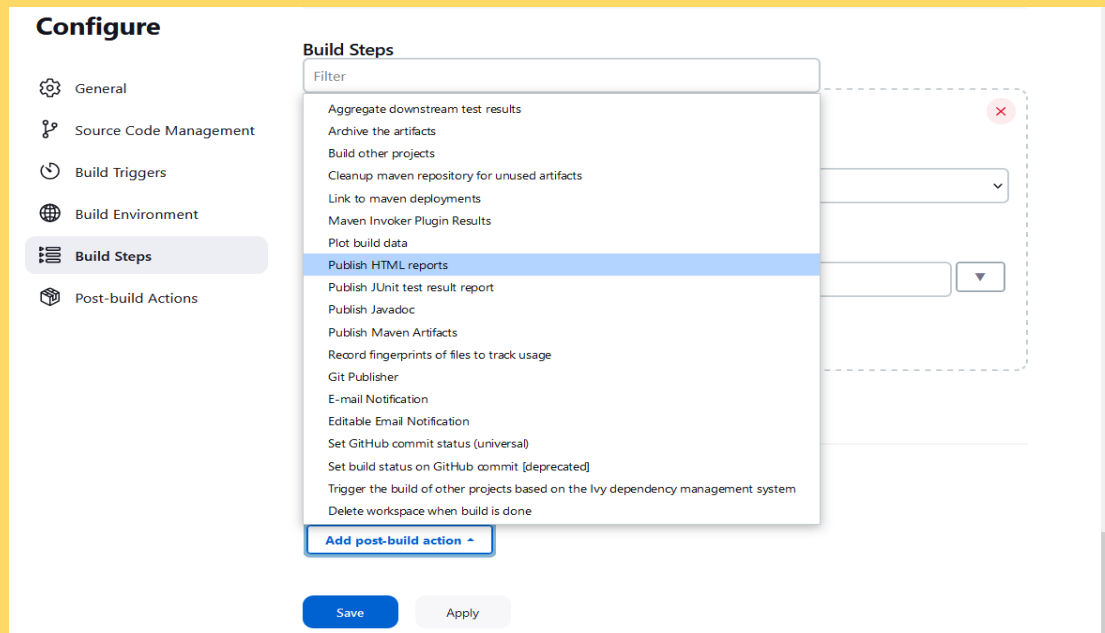 Configure
General
Source Code Management
Build Triggers
Build Environment
Build Steps
Post-build Actions
Build Steps
Filter
Aggregate downstream test results
Archive the artifacts
Build other projects
Cleanup maven repository for unused artifacts
Link to maven deployments
Maven Invoker Plugin Results
Plot build data
Publish HTML reports
Publish JUnit test result report
Publish Javadoc
Publish Maven Artifacts
Record fingerprints of files to track usage
Git Publisher
E-mail Notification
Editable Email Notification
Set GitHub commit status (universal)
Set build status on GitHub commit [deprecated]
Trigger the build of other projects based on the Ivy dependency management system
Delete workspace when build is done
Add post-build action
Save
Apply